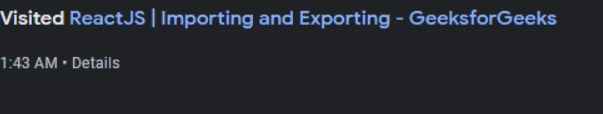 Visited ReactJS | Importing and Exporting - GeeksforGeeks
1:43 AM • Details